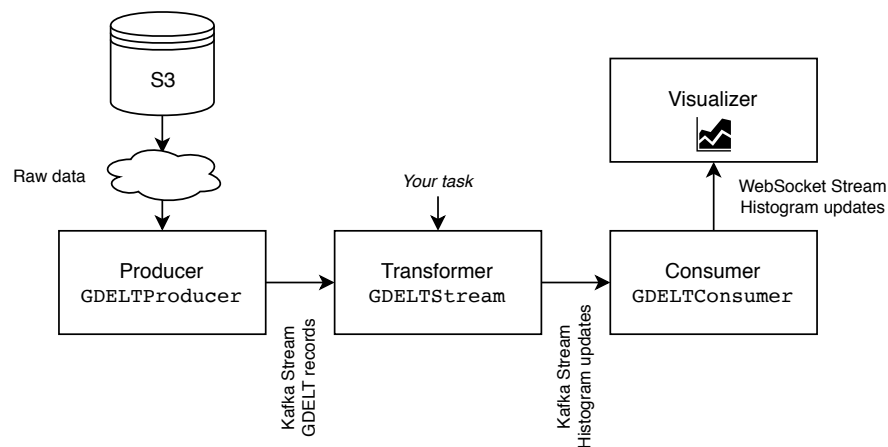 S3
Visualizer
Raw data
Your task
WebSocket Stream
Histogram updates
Producer
GDELTProducer
Transformer
GDELTStream
Consumer
GDELTConsumer
Kafka Stream
GDELT records
Kafka Stream
Histogram updates